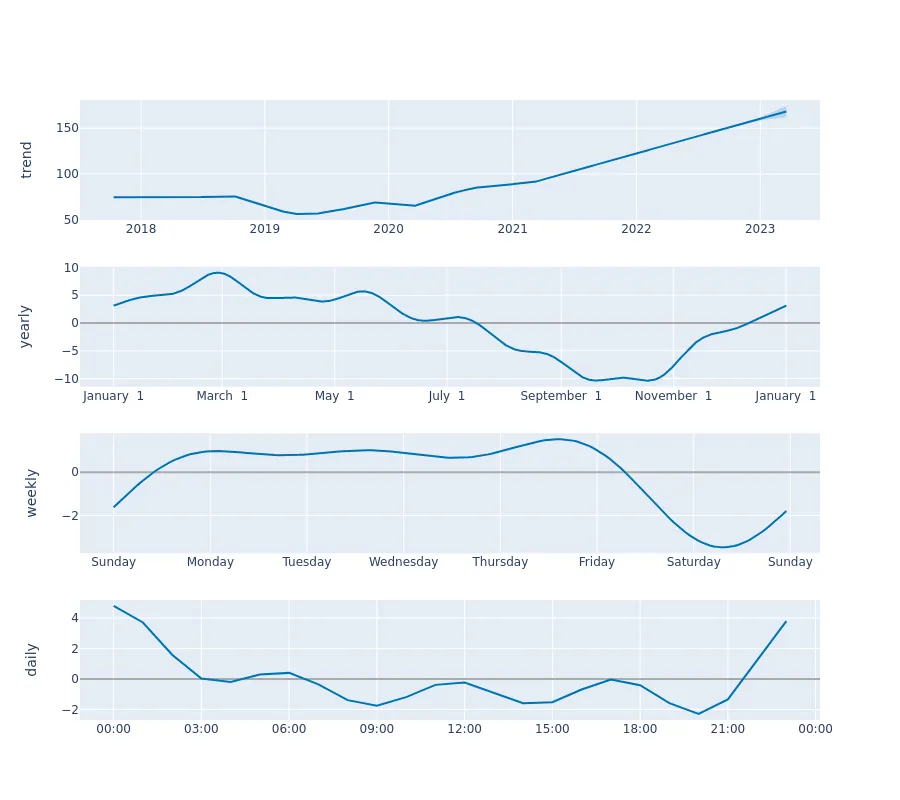 trend
150
100
50
2018 2019 2020 2021 2022 2023
yearly
10
5
0
−5
−10
January 1 March 1 May 1 July 1 September 1 November 1 January 1
weekly
0
−2
Sunday Monday Tuesday Wednesday Thursday Friday Saturday Sunday
daily
4
2
0
−2
00:00 03:00 06:00 09:00 12:00 15:00 18:00 21:00 00:00